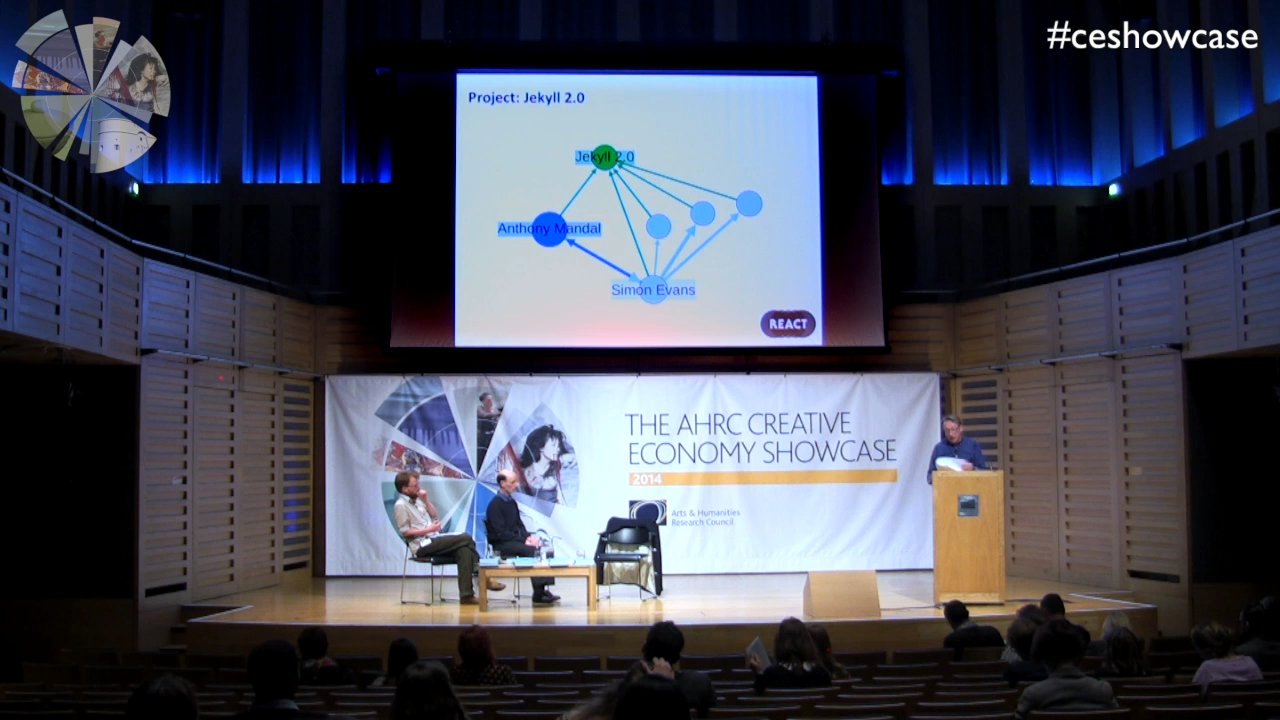 #ceshowcase
Project: Jekyll 2.0
Jekyll 2.0
Anthony Mandal
Simon Evans
REACT
THE AHRC CREATIVE
ECONOMY SHOWCASE
2014
Arts & Humanities
Research Council